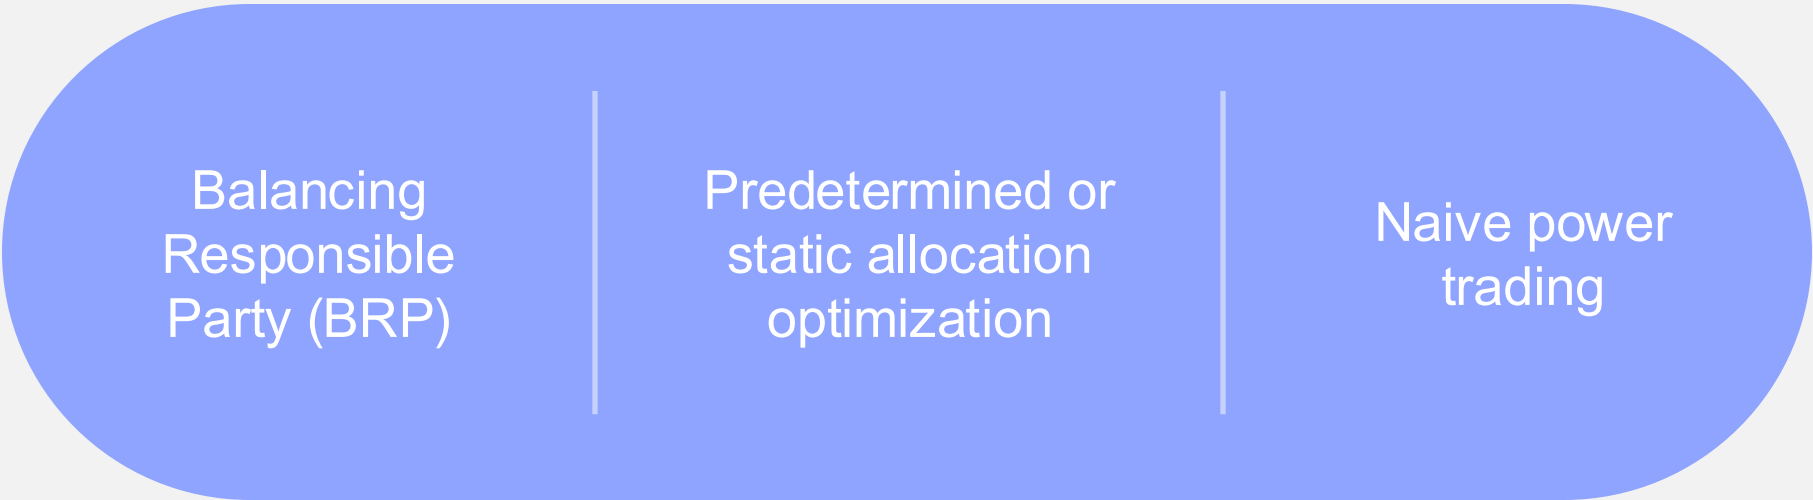 Balancing
Responsible
Party (BRP)
Predetermined or
static allocation
optimization
Naive power
trading